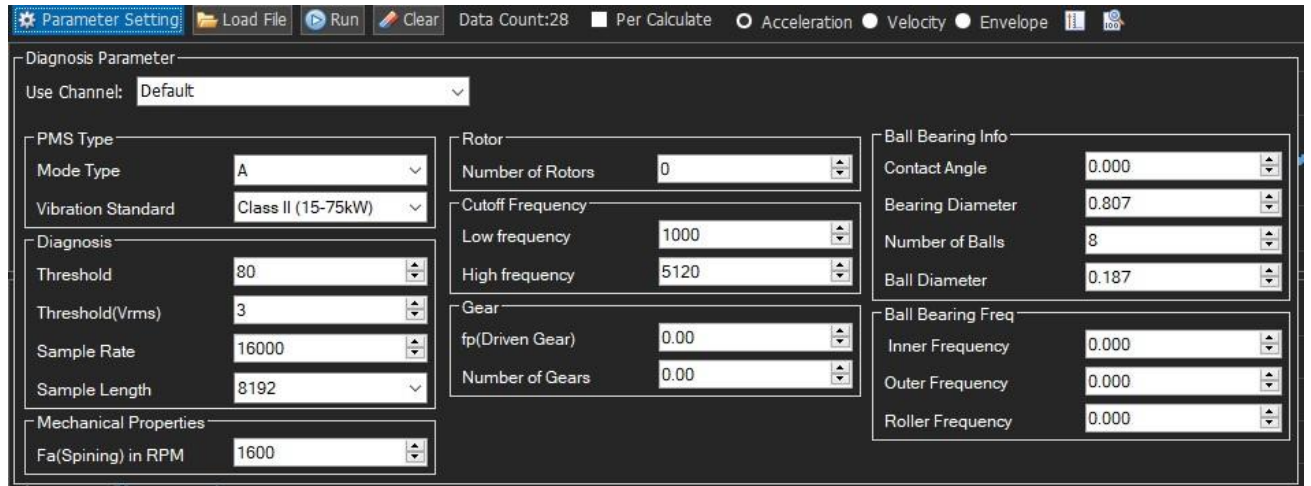 Parameter Setting Load File Run Clear Data Count:28 Per Calculate Acceleration Velocity Envelope
Diagnosis Parameter
Use Channel: Default
PMS Type
Mode Type A
Vibration Standard Class II (15-75kW)
Diagnosis
Threshold 80
Threshold(Vrms) 3
Sample Rate 16000
Sample Length 8192
Mechanical Properties
Fa(Spining) in RPM 1600
Rotor
Number of Rotors 0
Cutoff Frequency
Low frequency 1000
High frequency 5120
Gear
fp(Driven Gear) 0.00
Number of Gears 0.00
Ball Bearing Info
Contact Angle 0.000
Bearing Diameter 0.807
Number of Balls 8
Ball Diameter 0.187
Ball Bearing Freq
Inner Frequency 0.000
Outer Frequency 0.000
Roller Frequency 0.000